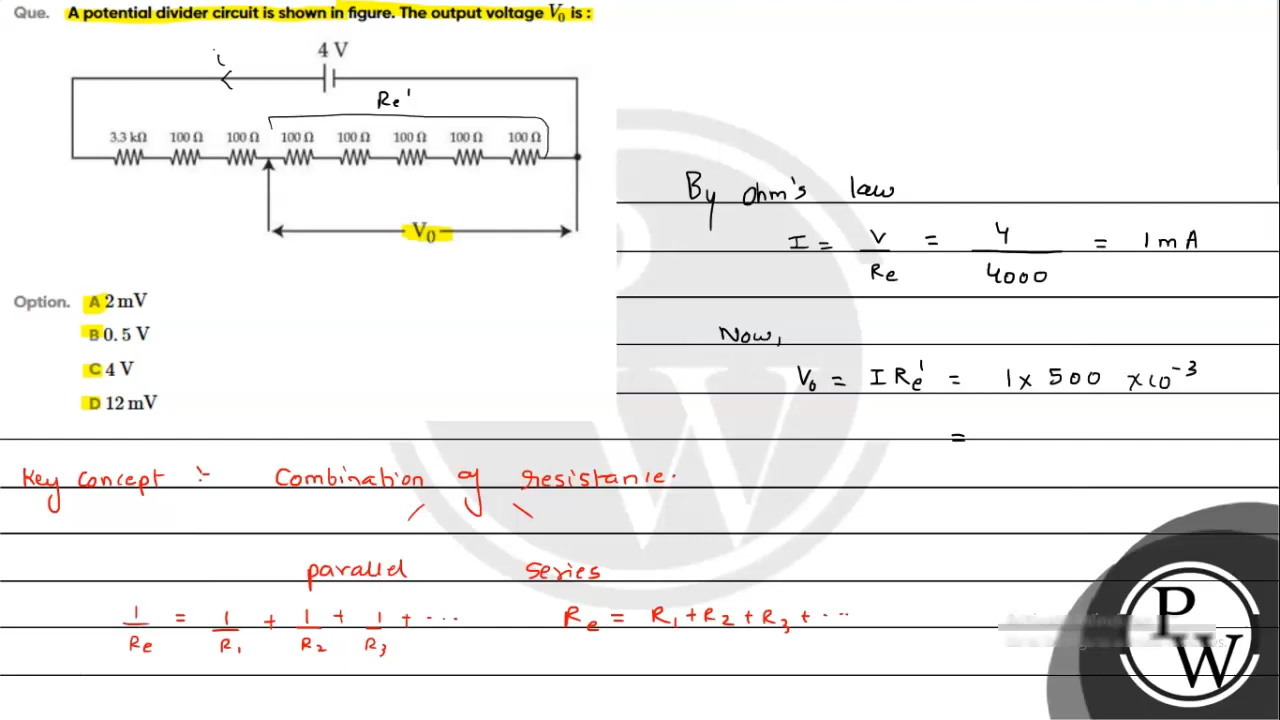 Que. A potential divider circuit is shown in figure. The output voltage V₀ is :
i
4 V
Re'
3.3 kΩ 100 Ω 100 Ω 100 Ω 100 Ω 100 Ω 100 Ω 100 Ω
V₀
Option. A 2 mV
B 0. 5 V
C 4 V
D 12 mV
By Ohm's law
I = V/Re = 4/4000 = 1 m A
Now,
V₀ = I Re' = 1 × 500 × 10⁻³
=
Key concept :- Combination of resistance.
parallel series
1/Re = 1/R₁ + 1/R₂ + 1/R₃ + ... Re = R₁ + R₂ + R₃ + ...
P
W